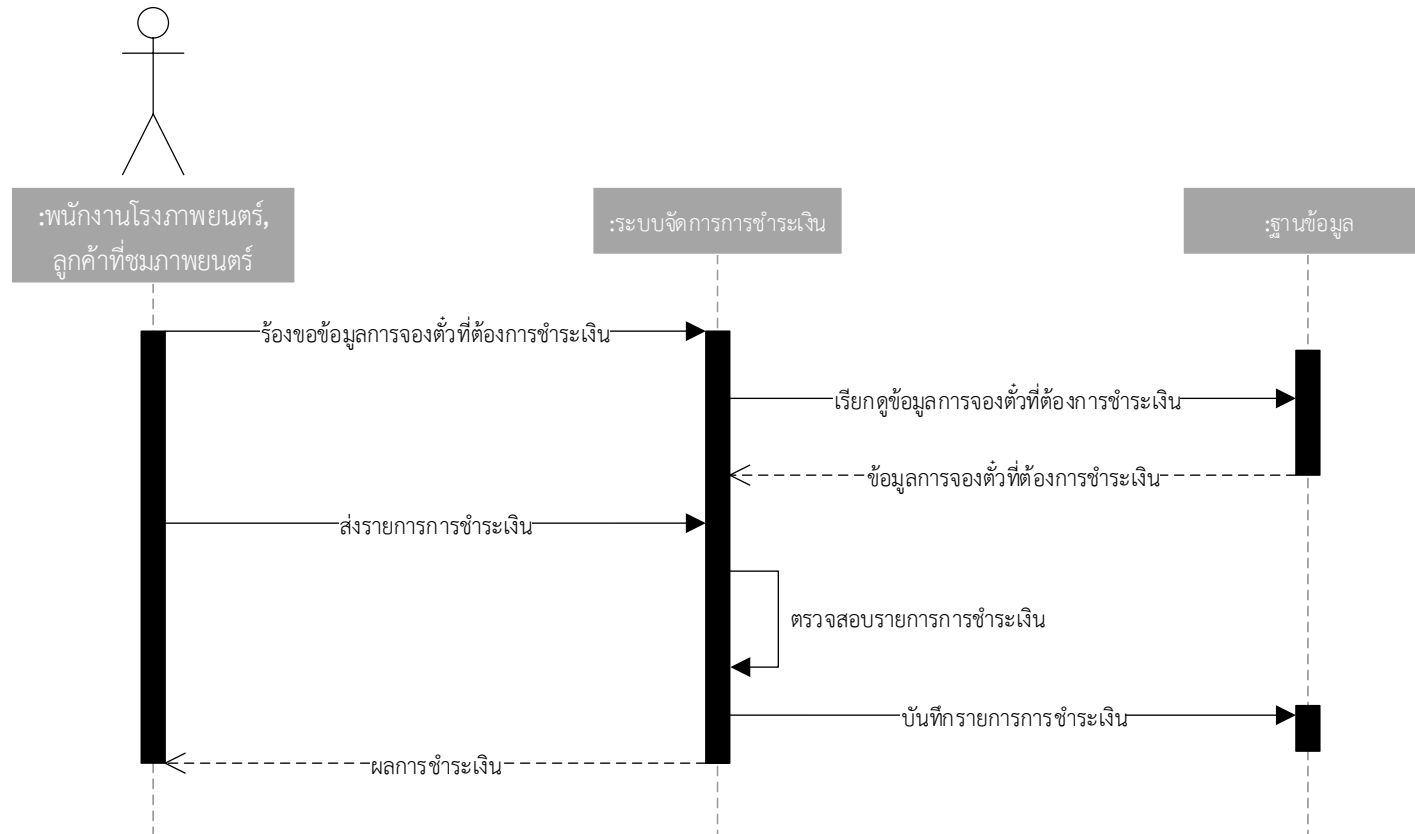 :พนักงานโรงภาพยนตร์,
ลูกค้าที่ชมภาพยนตร์
:ระบบจัดการการชำระเงิน
:ฐานข้อมูล
ร้องขอข้อมูลการจองตั๋วที่ต้องการชำระเงิน
เรียกดูข้อมูลการจองตั๋วที่ต้องการชำระเงิน
ข้อมูลการจองตั๋วที่ต้องการชำระเงิน
ส่งรายการการชำระเงิน
ตรวจสอบรายการการชำระเงิน
บันทึกรายการการชำระเงิน
ผลการชำระเงิน